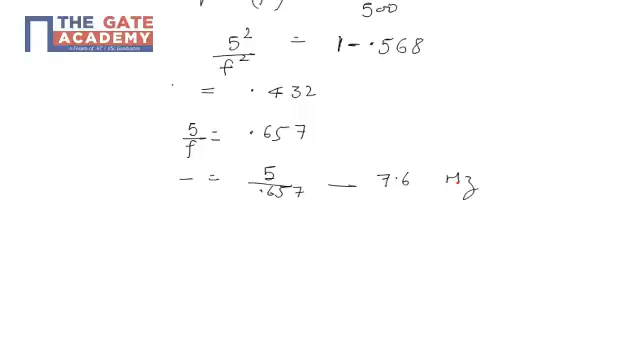 THE GATE
ACADEMY
500
5² / f² = 1 - .568
= .432
5 / f = .657
- = 5 / .657 — 7.6 Hz